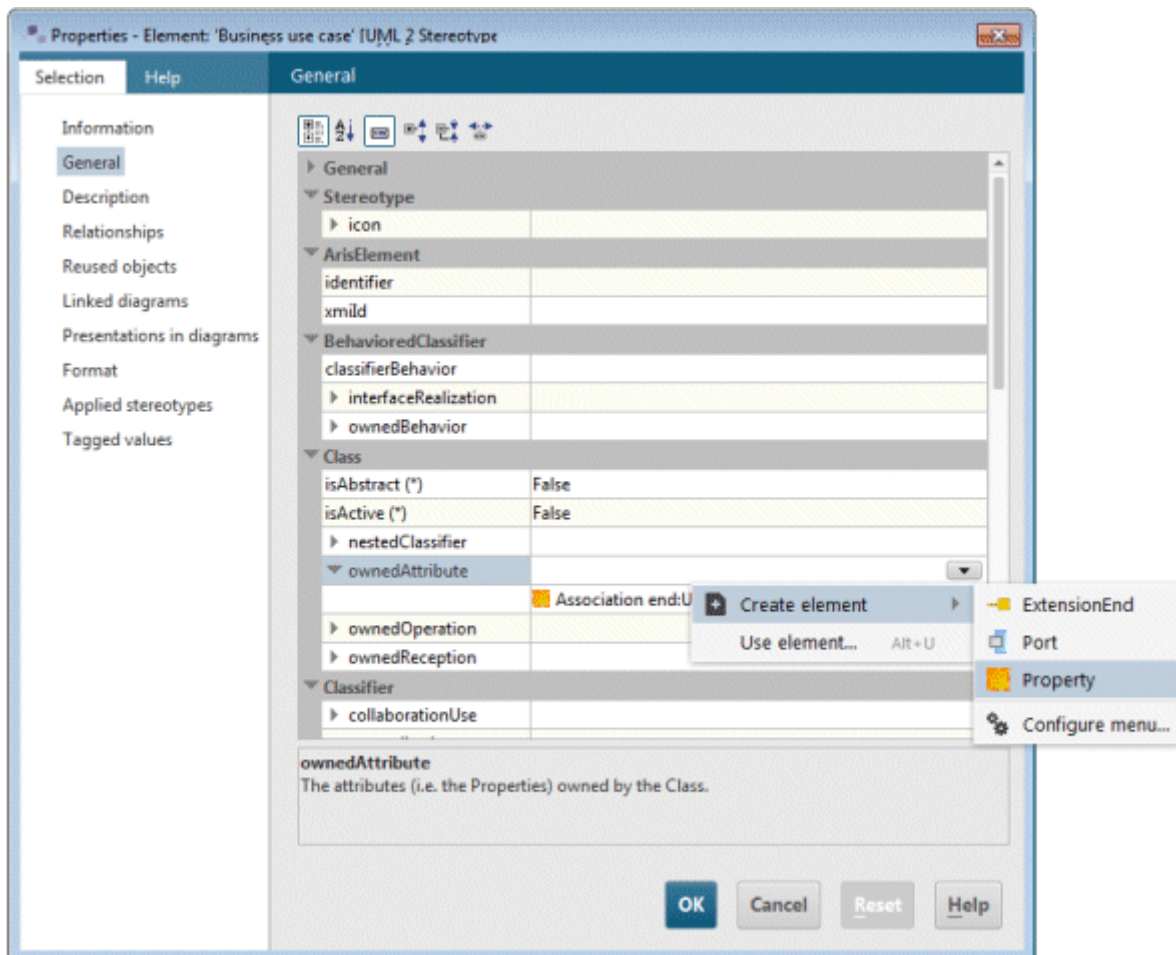 Properties - Element: 'Business use case' [UML 2 Stereotype
Selection Help General
Information
General
Description
Relationships
Reused objects
Linked diagrams
Presentations in diagrams
Format
Applied stereotypes
Tagged values
General
Stereotype
icon
ArisElement
identifier
xmiId
BehavioredClassifier
classifierBehavior
interfaceRealization
ownedBehavior
Class
isAbstract (*) False
isActive (*) False
nestedClassifier
ownedAttribute
Association end:U
ownedOperation
ownedReception
Classifier
collaborationUse
Create element
Use element... Alt+U
ExtensionEnd
Port
Property
Configure menu...
ownedAttribute
The attributes (i.e. the Properties) owned by the Class.
OK Cancel Reset Help